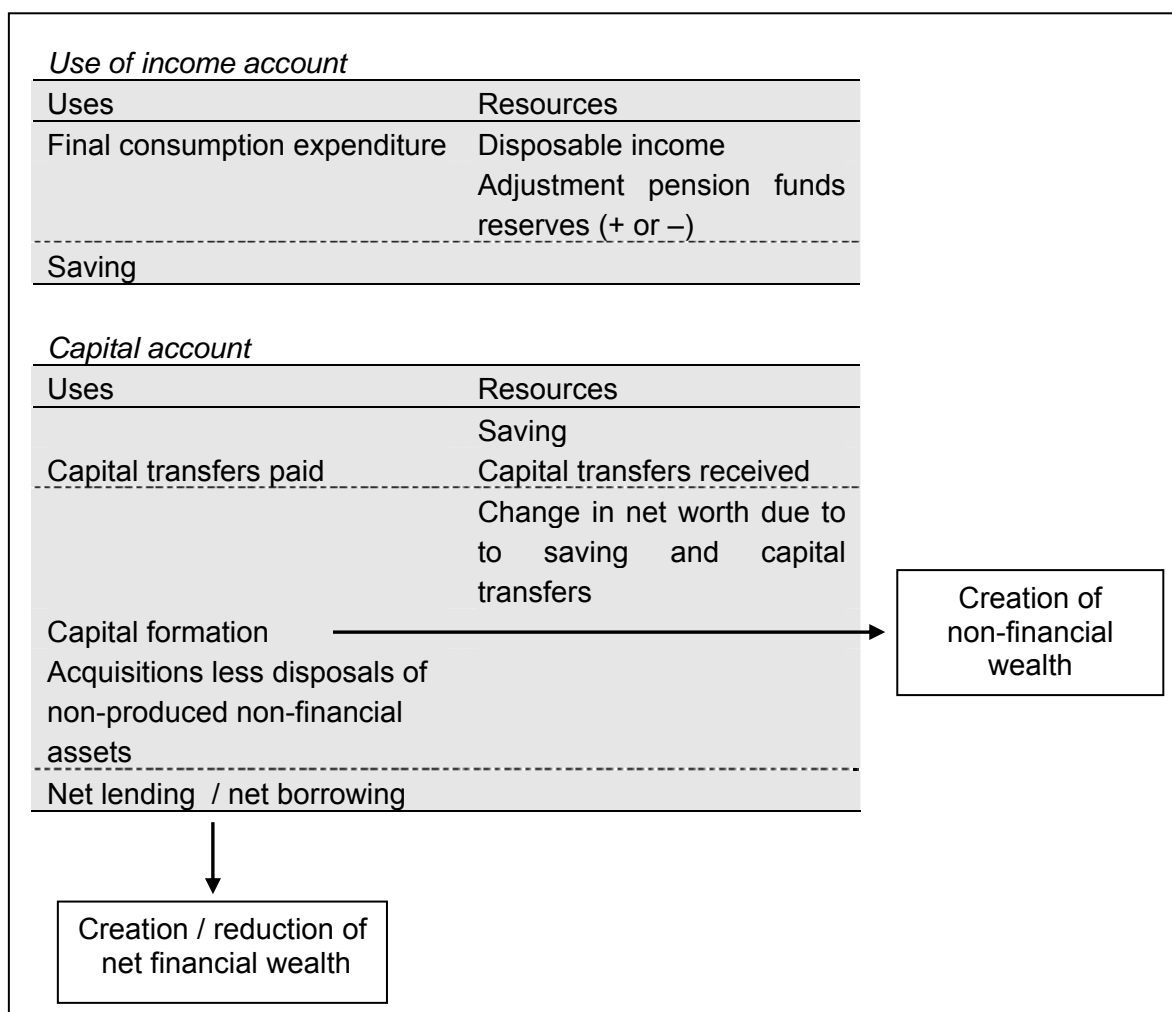 Use of income account
Uses Resources
Final consumption expenditure Disposable income
Adjustment pension funds
reserves (+ or –)
Saving
Capital account
Uses Resources
Saving
Capital transfers paid Capital transfers received
Change in net worth due to
to saving and capital
transfers
Capital formation
Acquisitions less disposals of
non-produced non-financial
assets
Net lending / net borrowing
Creation of
non-financial
wealth
Creation / reduction of
net financial wealth